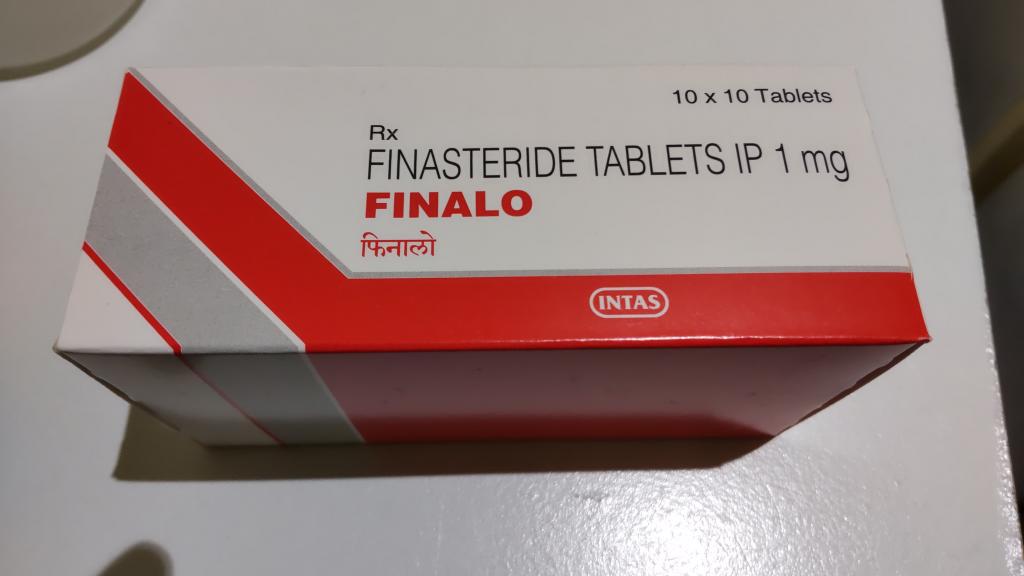 10 x 10 Tablets
Rx
FINASTERIDE TABLETS IP 1 mg
FINALO
फिनालो
INTAS